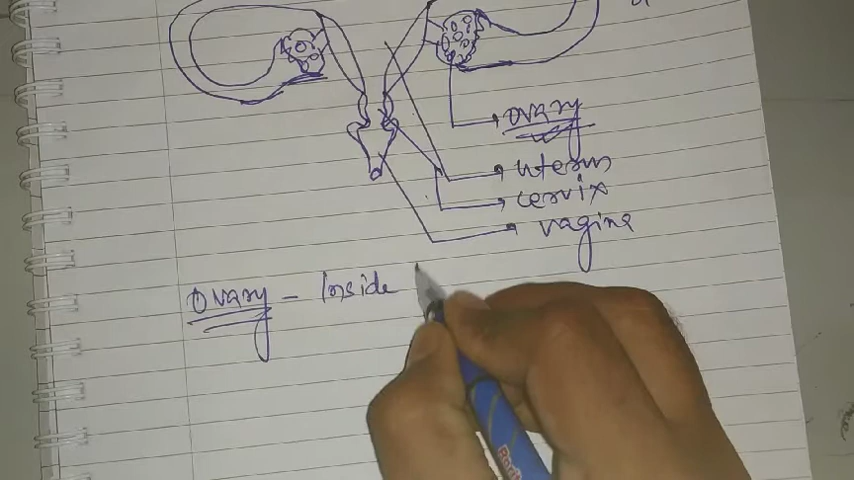 ovary
uterus
cervix
vagina
Ovary - Inside